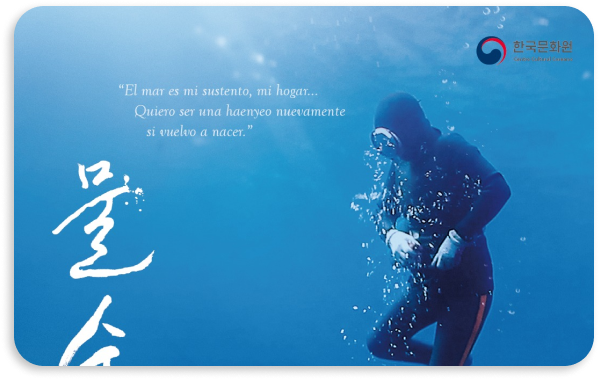 한국문화원
“El mar es mi sustento, mi hogar...
Quiero ser una haenyeo nuevamente
si vuelvo a nacer.”
물